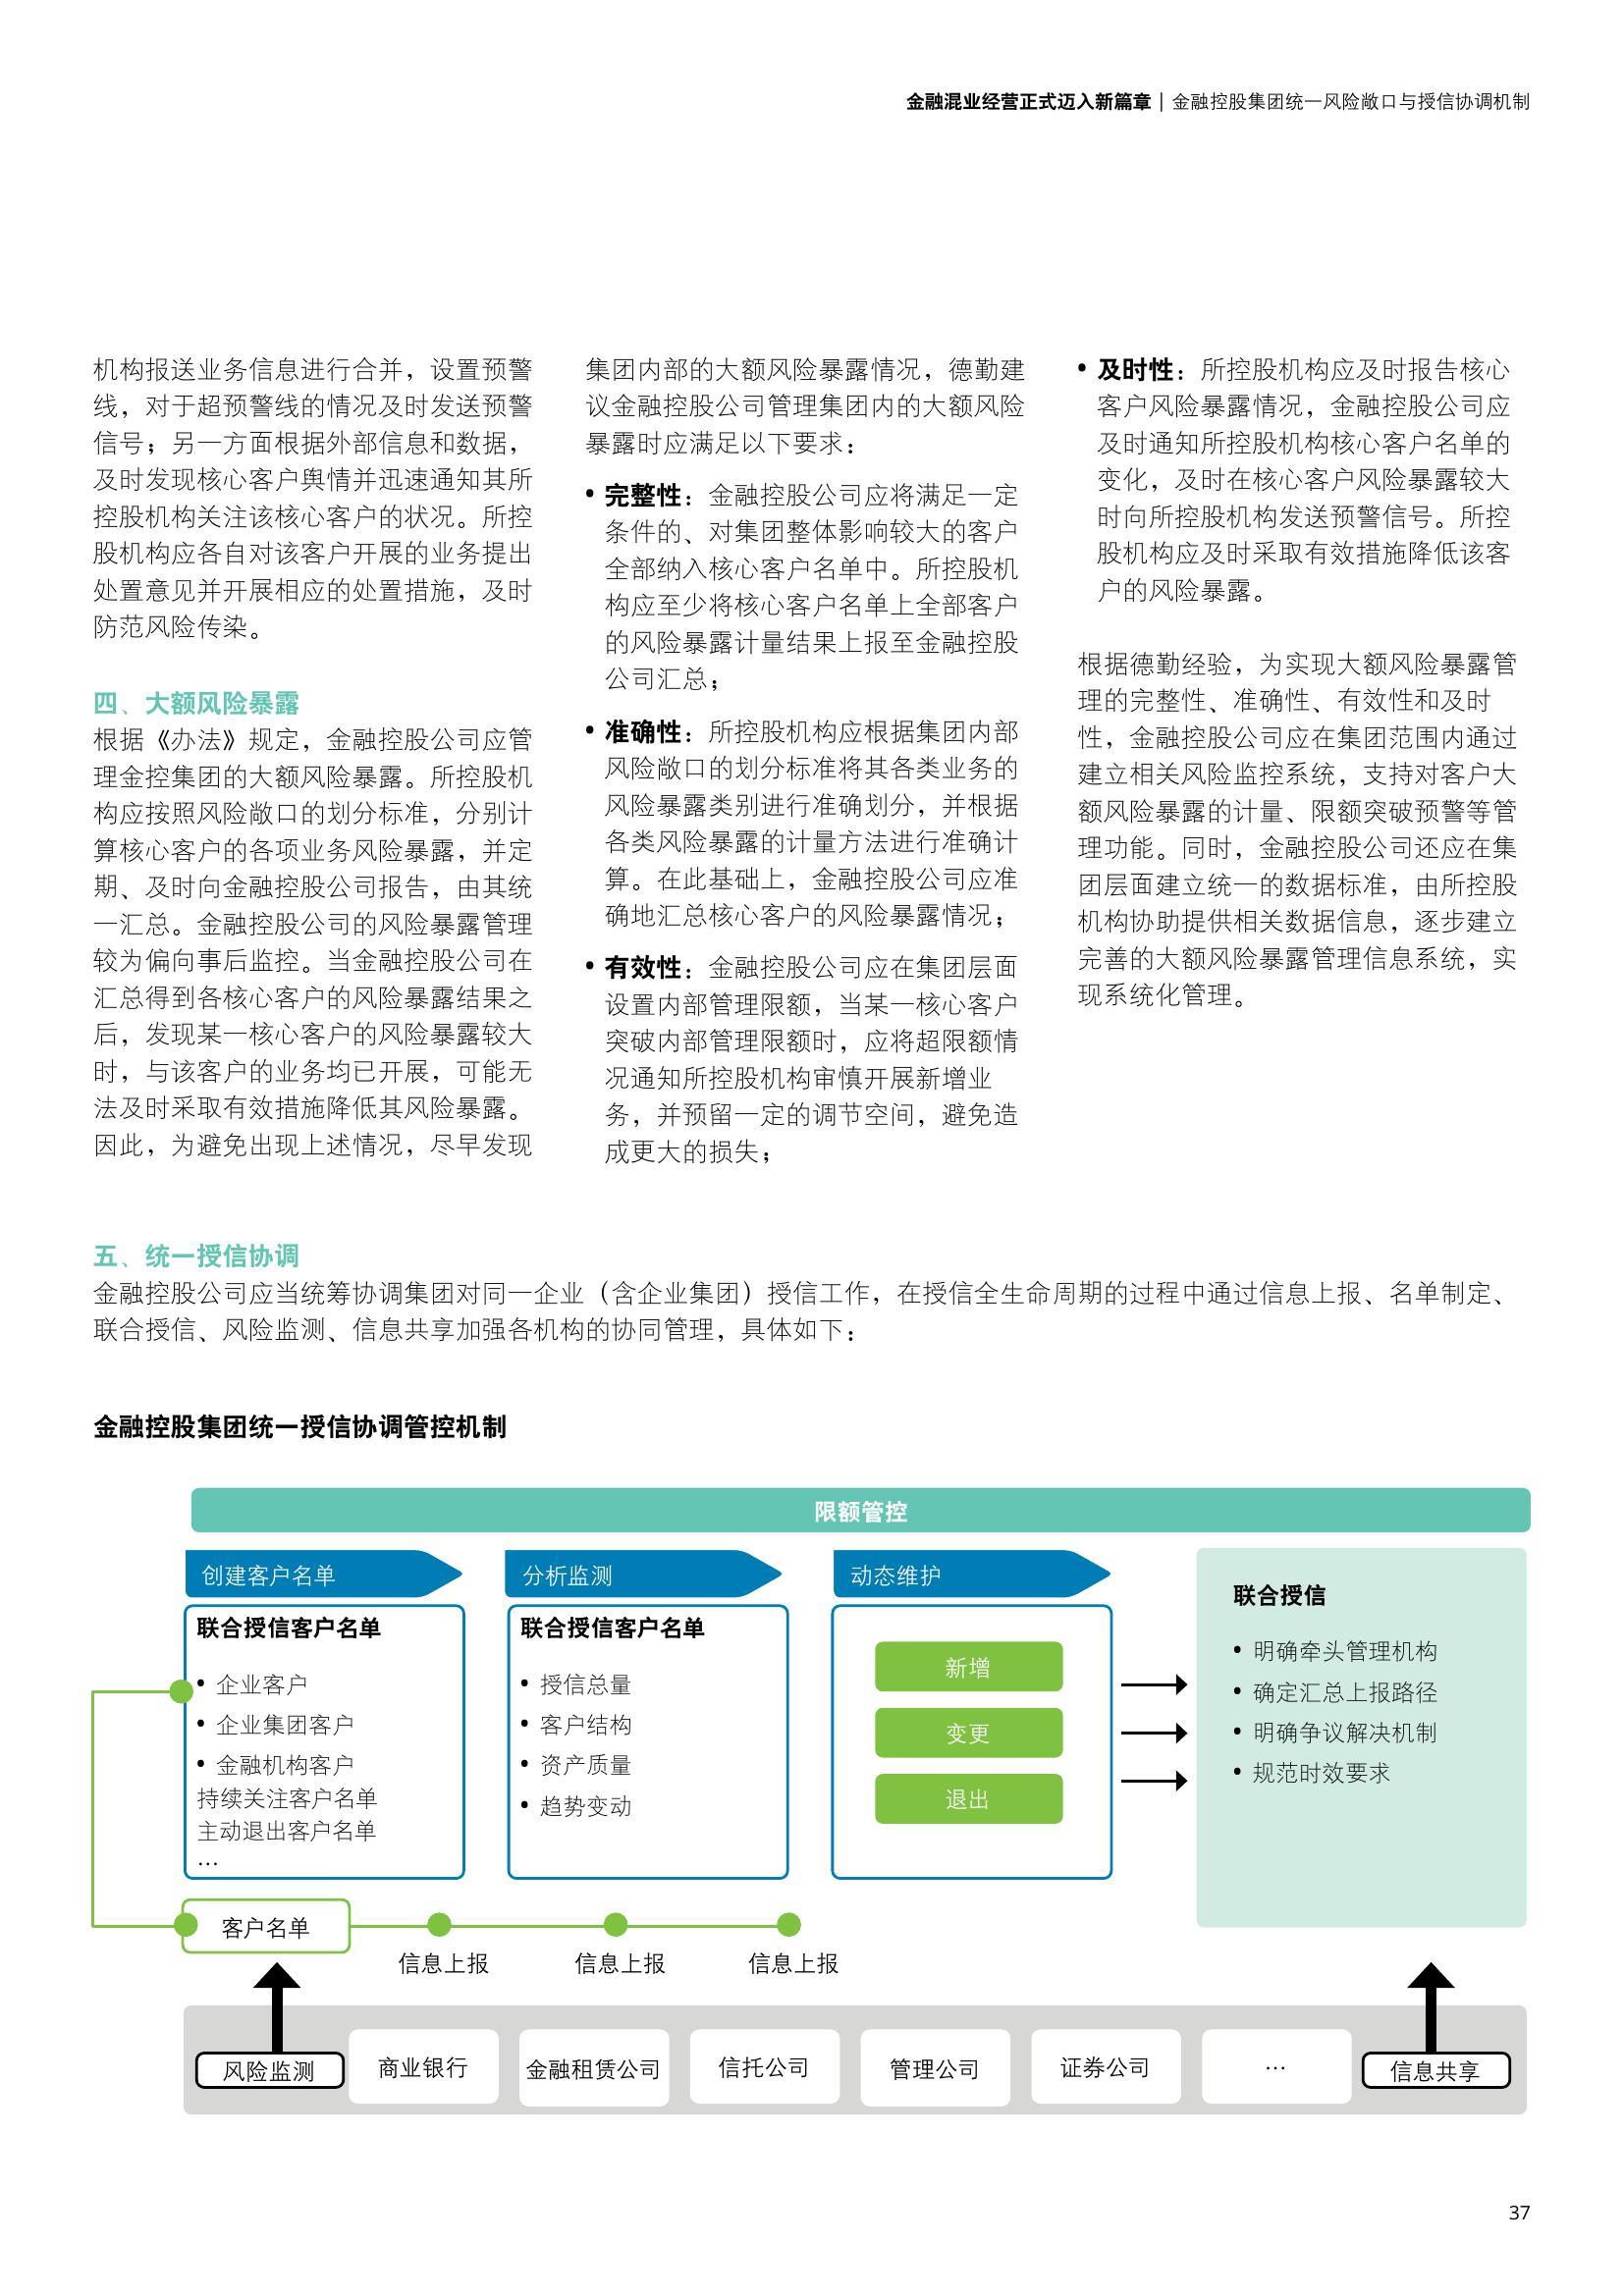 金融混业经营正式迈入新篇章 | 金融控股集团统一风险敞口与授信协调机制
机构报送业务信息进行合并，设置预警
线，对于超预警线的情况及时发送预警
信号；另一方面根据外部信息和数据，
及时发现核心客户舆情并迅速通知其所
控股机构关注该核心客户的状况。所控
股机构应各自对该客户开展的业务提出
处置意见并开展相应的处置措施，及时
防范风险传染。
四、大额风险暴露
根据《办法》规定，金融控股公司应管
理金控集团的大额风险暴露。所控股机
构应按照风险敞口的划分标准，分别计
算核心客户的各项业务风险暴露，并定
期、及时向金融控股公司报告，由其统
一汇总。金融控股公司的风险暴露管理
较为偏向事后监控。当金融控股公司在
汇总得到各核心客户的风险暴露结果之
后，发现某一核心客户的风险暴露较大
时，与该客户的业务均已开展，可能无
法及时采取有效措施降低其风险暴露。
因此，为避免出现上述情况，尽早发现
集团内部的大额风险暴露情况，德勤建
议金融控股公司管理集团内的大额风险
暴露时应满足以下要求：
• 完整性：金融控股公司应将满足一定
条件的、对集团整体影响较大的客户
全部纳入核心客户名单中。所控股机
构应至少将核心客户名单上全部客户
的风险暴露计量结果上报至金融控股
公司汇总；
• 准确性：所控股机构应根据集团内部
风险敞口的划分标准将其各类业务的
风险暴露类别进行准确划分，并根据
各类风险暴露的计量方法进行准确计
算。在此基础上，金融控股公司应准
确地汇总核心客户的风险暴露情况；
• 有效性：金融控股公司应在集团层面
设置内部管理限额，当某一核心客户
突破内部管理限额时，应将超限额情
况通知所控股机构审慎开展新增业
务，并预留一定的调节空间，避免造
成更大的损失；
• 及时性：所控股机构应及时报告核心
客户风险暴露情况，金融控股公司应
及时通知所控股机构核心客户名单的
变化，及时在核心客户风险暴露较大
时向所控股机构发送预警信号。所控
股机构应及时采取有效措施降低该客
户的风险暴露。
根据德勤经验，为实现大额风险暴露管
理的完整性、准确性、有效性和及时
性，金融控股公司应在集团范围内通过
建立相关风险监控系统，支持对客户大
额风险暴露的计量、限额突破预警等管
理功能。同时，金融控股公司还应在集
团层面建立统一的数据标准，由所控股
机构协助提供相关数据信息，逐步建立
完善的大额风险暴露管理信息系统，实
现系统化管理。
五、统一授信协调
金融控股公司应当统筹协调集团对同一企业（含企业集团）授信工作，在授信全生命周期的过程中通过信息上报、名单制定、
联合授信、风险监测、信息共享加强各机构的协同管理，具体如下：
金融控股集团统一授信协调管控机制
限额管控
创建客户名单
联合授信客户名单
• 企业客户
• 企业集团客户
• 金融机构客户
持续关注客户名单
主动退出客户名单
…
分析监测
联合授信客户名单
• 授信总量
• 客户结构
• 资产质量
• 趋势变动
动态维护
新增
变更
退出
联合授信
• 明确牵头管理机构
• 确定汇总上报路径
• 明确争议解决机制
• 规范时效要求
客户名单
信息上报
信息上报
信息上报
风险监测
商业银行
金融租赁公司
信托公司
管理公司
证券公司
…
信息共享
37